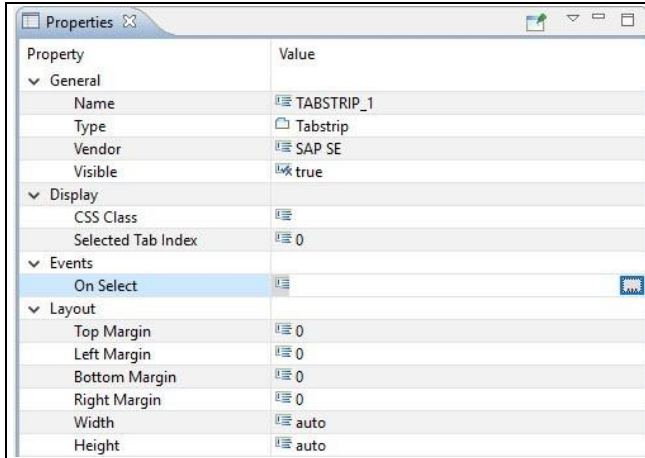 Properties
Property Value
General
Name TABSTRIP_1
Type Tabstrip
Vendor SAP SE
Visible true
Display
CSS Class
Selected Tab Index 0
Events
On Select ...
Layout
Top Margin 0
Left Margin 0
Bottom Margin 0
Right Margin 0
Width auto
Height auto